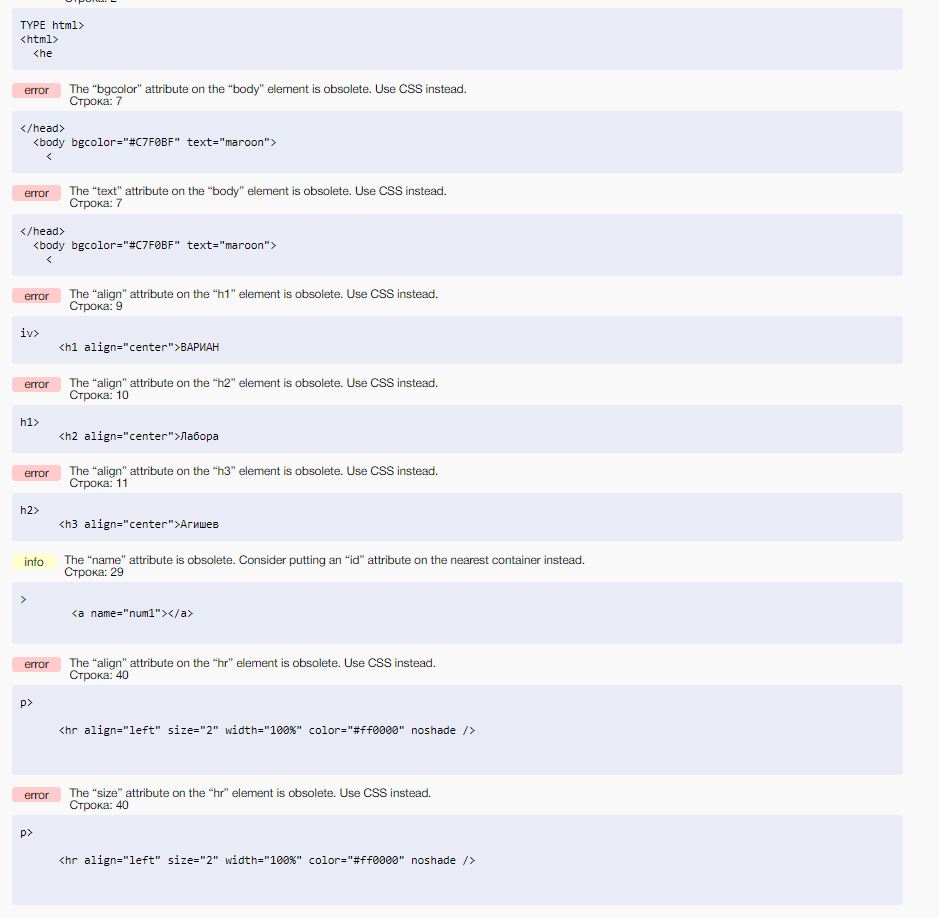 Строка: 2
TYPE html>
<html>
<he
error The “bgcolor” attribute on the “body” element is obsolete. Use CSS instead.
Строка: 7
</head>
<body bgcolor="#C7F0BF" text="maroon">
<
error The “text” attribute on the “body” element is obsolete. Use CSS instead.
Строка: 7
</head>
<body bgcolor="#C7F0BF" text="maroon">
<
error The “align” attribute on the “h1” element is obsolete. Use CSS instead.
Строка: 9
iv>
<h1 align="center">ВАРИАН
error The “align” attribute on the “h2” element is obsolete. Use CSS instead.
Строка: 10
h1>
<h2 align="center">Лабора
error The “align” attribute on the “h3” element is obsolete. Use CSS instead.
Строка: 11
h2>
<h3 align="center">Агишев
info The “name” attribute is obsolete. Consider putting an “id” attribute on the nearest container instead.
Строка: 29
>
<a name="num1"></a>
error The “align” attribute on the “hr” element is obsolete. Use CSS instead.
Строка: 40
p>
<hr align="left" size="2" width="100%" color="#ff0000" noshade />
error The “size” attribute on the “hr” element is obsolete. Use CSS instead.
Строка: 40
p>
<hr align="left" size="2" width="100%" color="#ff0000" noshade />